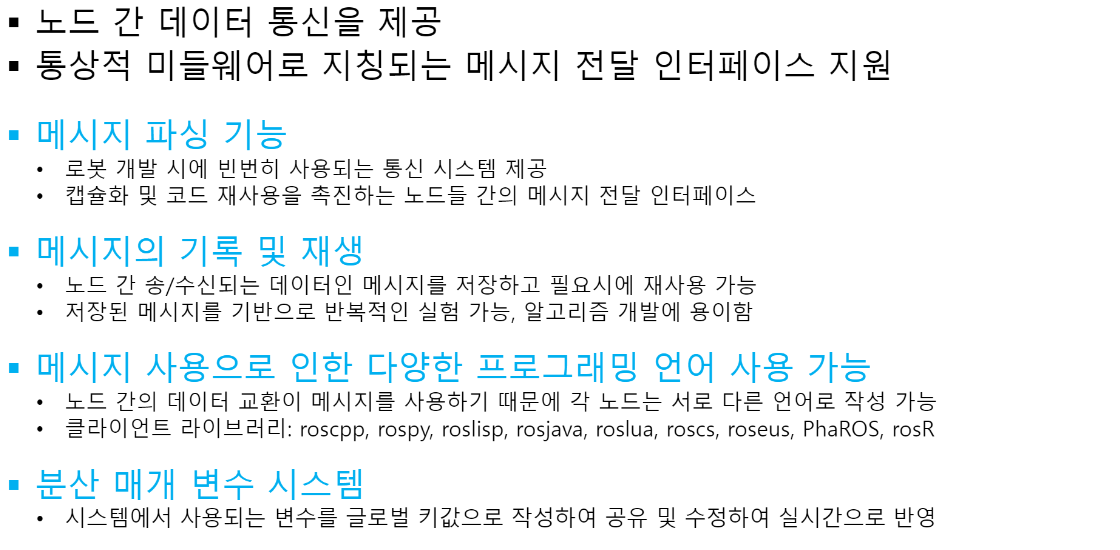 ▪ 노드 간 데이터 통신을 제공
▪ 통상적 미들웨어로 지칭되는 메시지 전달 인터페이스 지원
▪ 메시지 파싱 기능
• 로봇 개발 시에 빈번히 사용되는 통신 시스템 제공
• 캡슐화 및 코드 재사용을 촉진하는 노드들 간의 메시지 전달 인터페이스
▪ 메시지의 기록 및 재생
• 노드 간 송/수신되는 데이터인 메시지를 저장하고 필요시에 재사용 가능
• 저장된 메시지를 기반으로 반복적인 실험 가능, 알고리즘 개발에 용이함
▪ 메시지 사용으로 인한 다양한 프로그래밍 언어 사용 가능
• 노드 간의 데이터 교환이 메시지를 사용하기 때문에 각 노드는 서로 다른 언어로 작성 가능
• 클라이언트 라이브러리: roscpp, rospy, roslisp, rosjava, roslua, roscs, roseus, PhaROS, rosR
▪ 분산 매개 변수 시스템
• 시스템에서 사용되는 변수를 글로벌 키값으로 작성하여 공유 및 수정하여 실시간으로 반영